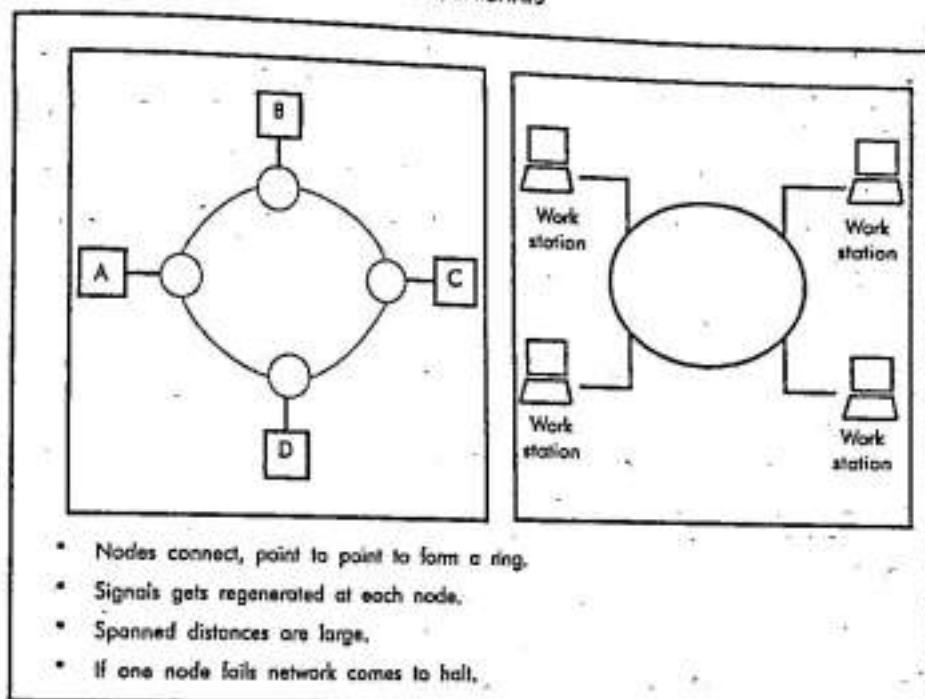 B
A
C
D
Work
station
Work
station
Work
station
Work
station
• Nodes connect, point to point to form a ring.
• Signals gets regenerated at each node.
• Spanned distances are large.
• If one node fails network comes to halt.